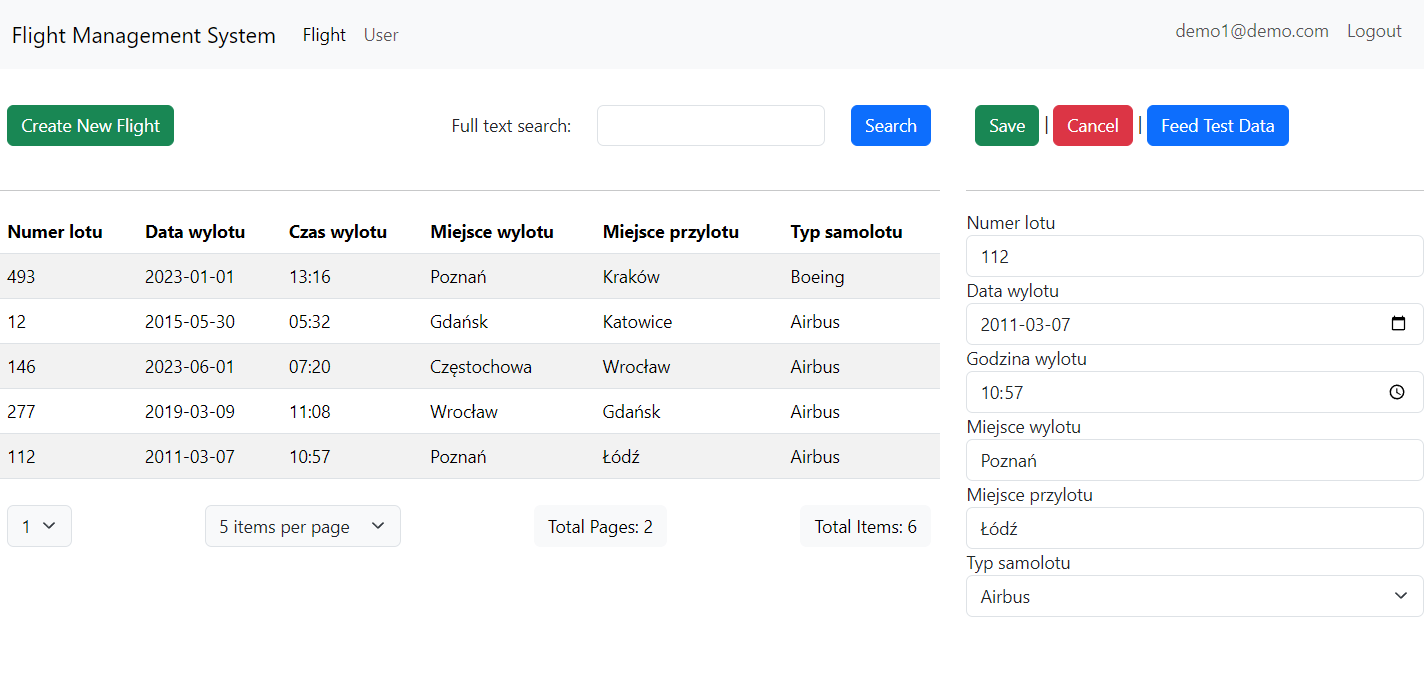 Flight Management System Flight User demo1@demo.com Logout
Create New Flight Full text search: Search Save | Cancel | Feed Test Data
Numer lotu Data wylotu Czas wylotu Miejsce wylotu Miejsce przylotu Typ samolotu
493 2023-01-01 13:16 Poznań Kraków Boeing
12 2015-05-30 05:32 Gdańsk Katowice Airbus
146 2023-06-01 07:20 Częstochowa Wrocław Airbus
277 2019-03-09 11:08 Wrocław Gdańsk Airbus
112 2011-03-07 10:57 Poznań Łódź Airbus
1 5 items per page Total Pages: 2 Total Items: 6
Numer lotu
112
Data wylotu
2011-03-07
Godzina wylotu
10:57
Miejsce wylotu
Poznań
Miejsce przylotu
Łódź
Typ samolotu
Airbus